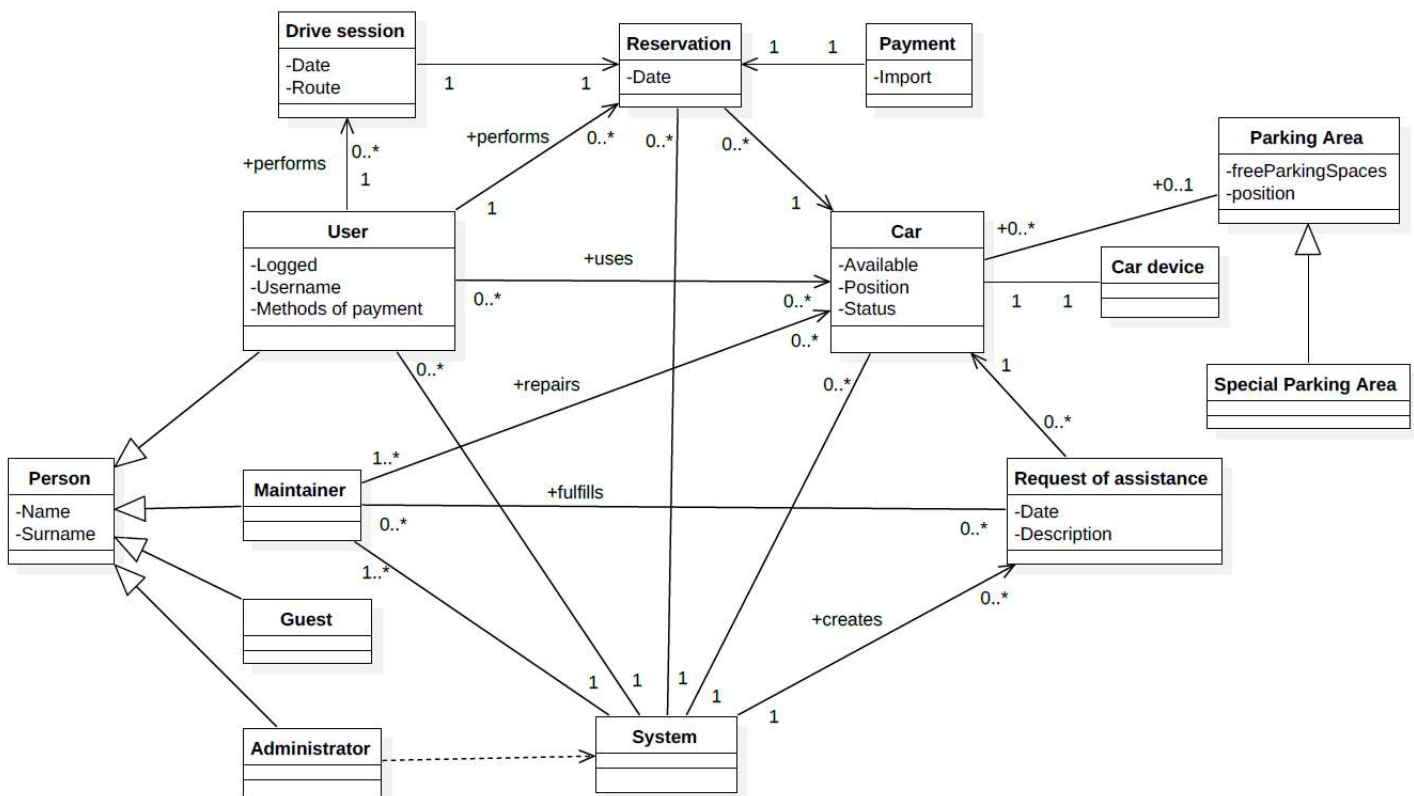 Drive session
-Date
-Route
Reservation
-Date
Payment
-Import
1
1
1
1
+performs
0..*
1
+performs
0..*
1
0..*
0..*
1
Parking Area
-freeParkingSpaces
-position
+0..1
+0..*
User
-Logged
-Username
-Methods of payment
+uses
0..*
0..*
Car
-Available
-Position
-Status
Car device
1
1
Special Parking Area
0..*
+repairs
0..*
0..*
1
0..*
1..*
Person
-Name
-Surname
Maintainer
+fulfills
0..*
0..*
Request of assistance
-Date
-Description
1..*
Guest
+creates
0..*
1
1
1
1
1
Administrator
System